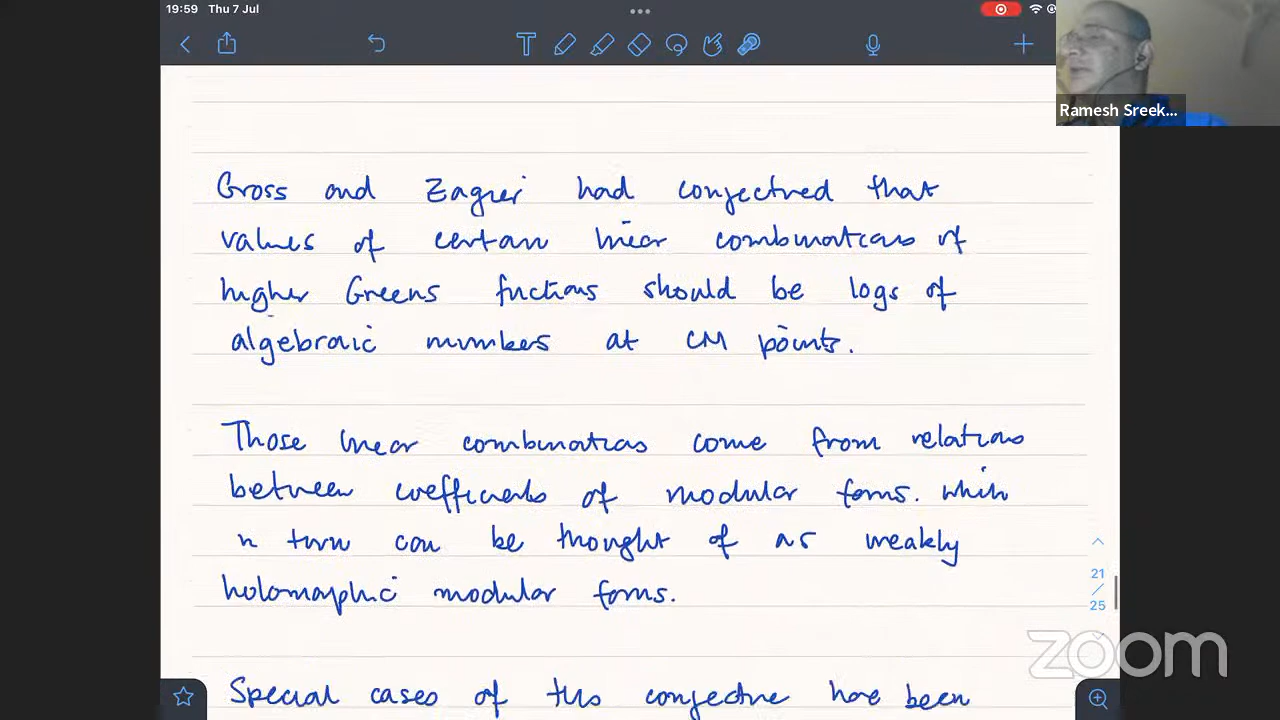 19:59 Thu 7 Jul
Ramesh Sreek...
Gross and Zagier had conjectured that
values of certain linear combinations of
higher Greens functions should be logs of
algebraic numbers at CM points.
Those linear combinations come from relations
between coefficients of modular forms. which
in turn can be thought of as weakly
holomorphic modular forms.
21
/
25
zoom
Special cases of this conjecture have been